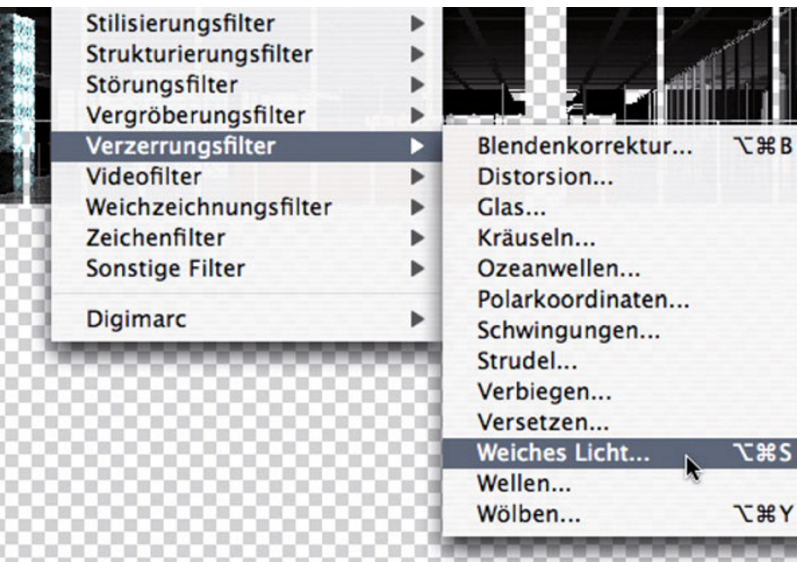 Stilisierungsfilter
Strukturierungsfilter
Störungsfilter
Vergröberungsfilter
Verzerrungsfilter
Videofilter
Weichzeichnungsfilter
Zeichenfilter
Sonstige Filter
Digimarc
Blendenkorrektur... ⌥⌘B
Distorsion...
Glas...
Kräuseln...
Ozeanwellen...
Polarkoordinaten...
Schwingungen...
Strudel...
Verbiegen...
Versetzen...
Weiches Licht... ⌥⌘S
Wellen...
Wölben... ⌥⌘Y